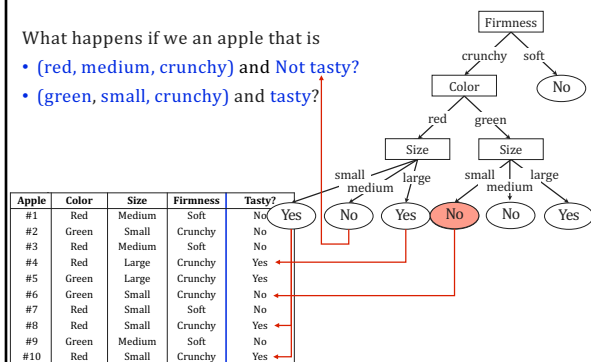 What happens if we an apple that is
• (red, medium, crunchy) and Not tasty?
• (green, small, crunchy) and tasty?
Firmness
crunchy soft
Color No
red green
Size Size
small medium large small medium large
Yes No Yes No No Yes
Apple Color Size Firmness Tasty?
#1 Red Medium Soft No
#2 Green Small Crunchy No
#3 Red Medium Soft No
#4 Red Large Crunchy Yes
#5 Green Large Crunchy Yes
#6 Green Small Crunchy No
#7 Red Small Soft No
#8 Red Small Crunchy Yes
#9 Green Medium Soft No
#10 Red Small Crunchy Yes